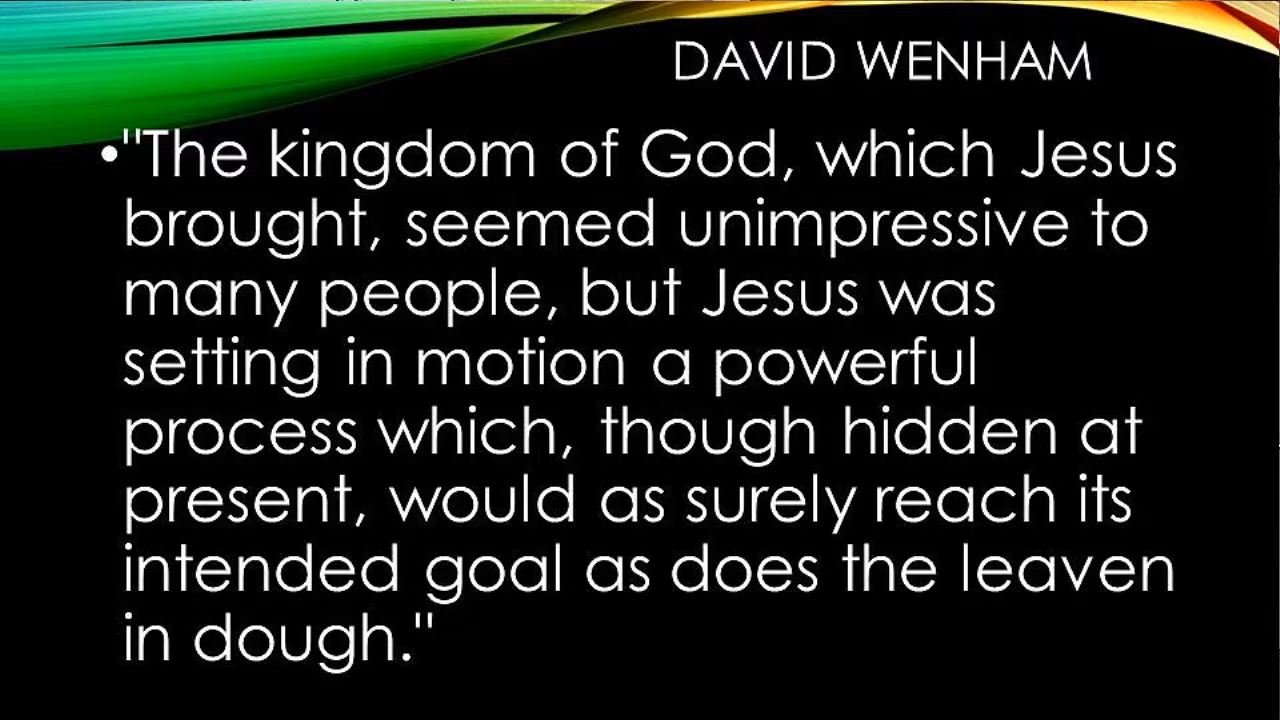 DAVID WENHAM
•"The kingdom of God, which Jesus
brought, seemed unimpressive to
many people, but Jesus was
setting in motion a powerful
process which, though hidden at
present, would as surely reach its
intended goal as does the leaven
in dough."